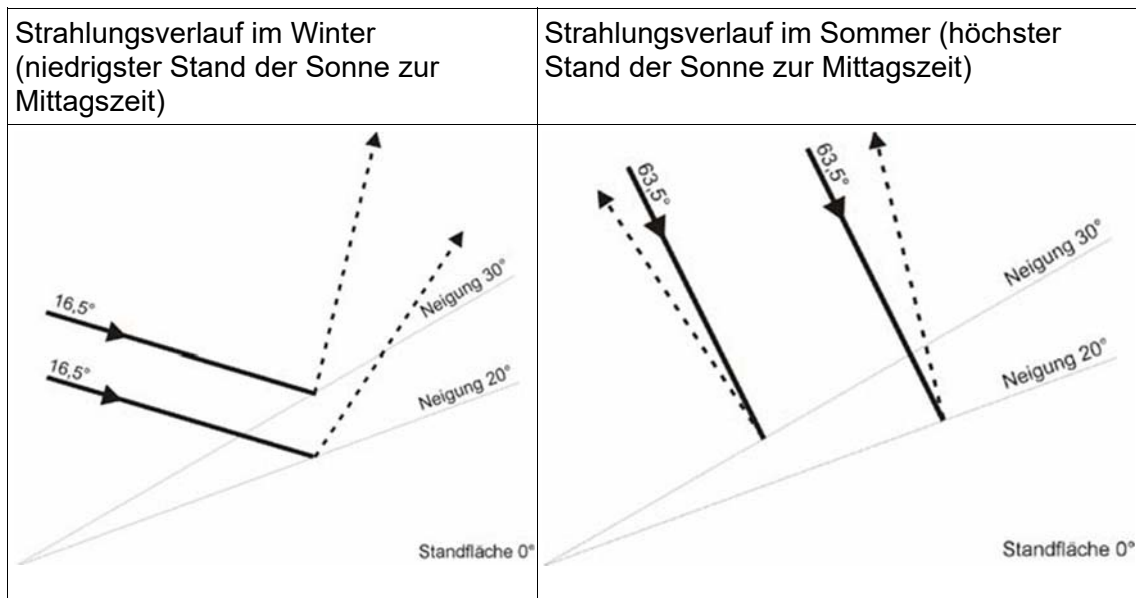 Strahlungsverlauf im Winter
(niedrigster Stand der Sonne zur
Mittagszeit)
Strahlungsverlauf im Sommer (höchster
Stand der Sonne zur Mittagszeit)
16,5°
16,5°
Neigung 30°
Neigung 20°
Standfläche 0°
63,5°
63,5°
Neigung 30°
Neigung 20°
Standfläche 0°